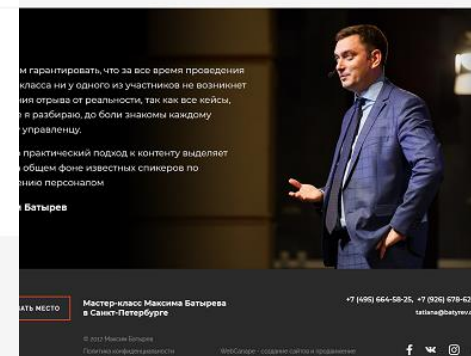 м гарантировать, что за все время проведения
класса ни у одного из участников не возникнет
ния отрыва от реальности, так как все кейсы,
е я разбираю, до боли знакомы каждому
управленцу.
практический подход к контенту выделяет
общем фоне известных спикеров по
ению персоналом
Батырев
АТЬ МЕСТО
Мастер-класс Максима Батырева
в Санкт-Петербурге
+7 (495) 664-58-25, +7 (926) 678-62
tatiana@batyrev.
© 2017 Максим Батырев
Политика конфиденциальности
WebCanape - создание сайтов и продвижение